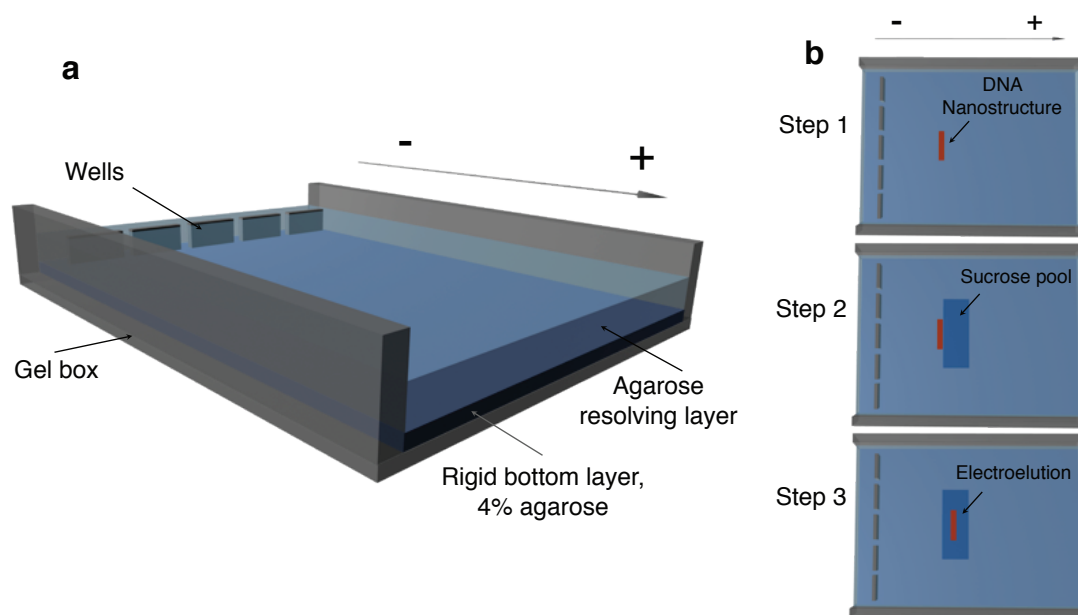 a
-
+
Wells
Gel box
Agarose
resolving layer
Rigid bottom layer,
4% agarose
b
-
+
Step 1
DNA
Nanostructure
Step 2
Sucrose pool
Step 3
Electroelution